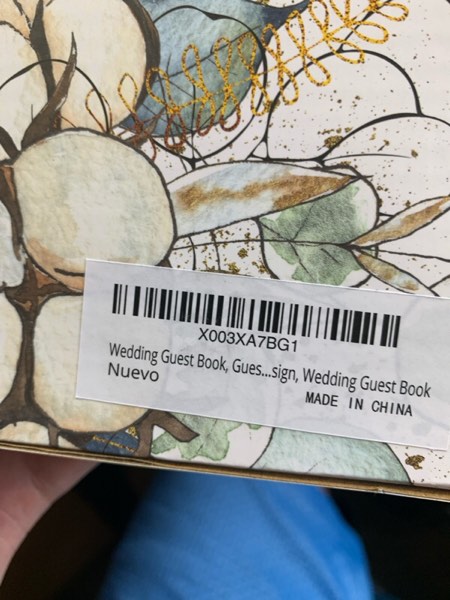 X003XA7BG1
Wedding Guest Book, Gues...sign, Wedding Guest Book
Nuevo
MADE IN CHINA